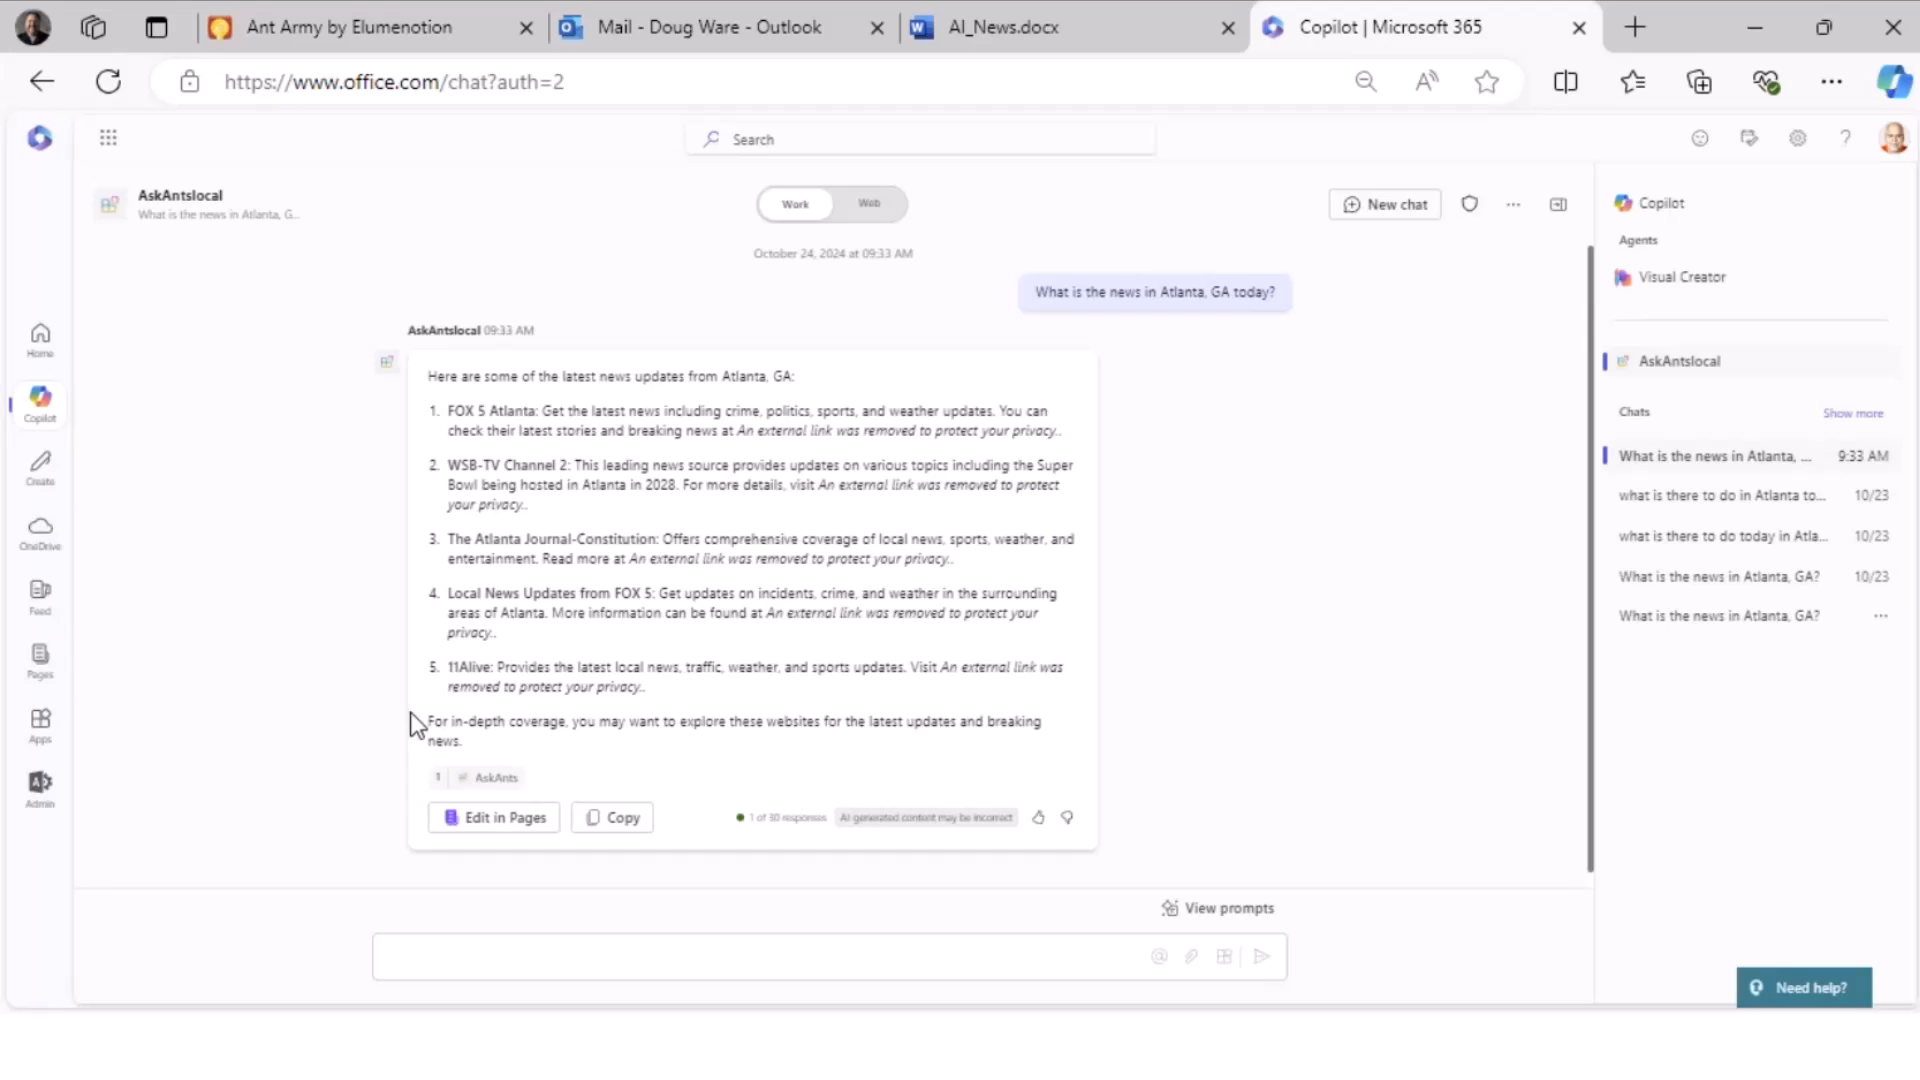 Ant Army by Elumenotion
Mail - Doug Ware - Outlook
AI_News.docx
Copilot | Microsoft 365
https://www.office.com/chat?auth=2
Search
AskAntslocal
What is the news in Atlanta, G...
Work
Web
New chat
October 24, 2024 at 09:33 AM
What is the news in Atlanta, GA today?
AskAntslocal 09:33 AM
Here are some of the latest news updates from Atlanta, GA:
1. FOX 5 Atlanta: Get the latest news including crime, politics, sports, and weather updates. You can
check their latest stories and breaking news at An external link was removed to protect your privacy..
2. WSB-TV Channel 2: This leading news source provides updates on various topics including the Super
Bowl being hosted in Atlanta in 2028. For more details, visit An external link was removed to protect
your privacy..
3. The Atlanta Journal-Constitution: Offers comprehensive coverage of local news, sports, weather, and
entertainment. Read more at An external link was removed to protect your privacy..
4. Local News Updates from FOX 5: Get updates on incidents, crime, and weather in the surrounding
areas of Atlanta. More information can be found at An external link was removed to protect your
privacy..
5. 11Alive: Provides the latest local news, traffic, weather, and sports updates. Visit An external link was
removed to protect your privacy..
For in-depth coverage, you may want to explore these websites for the latest updates and breaking
news.
1 AskAnts
Edit in Pages
Copy
1 of 30 responses
AI generated content may be incorrect
View prompts
Home
Copilot
Create
OneDrive
Feed
Pages
Apps
Admin
Copilot
Agents
Visual Creator
AskAntslocal
Chats
Show more
What is the news in Atlanta, ... 9:33 AM
what is there to do in Atlanta to... 10/23
what is there to do today in Atla... 10/23
What is the news in Atlanta, GA? 10/23
What is the news in Atlanta, GA? ...
Need help?